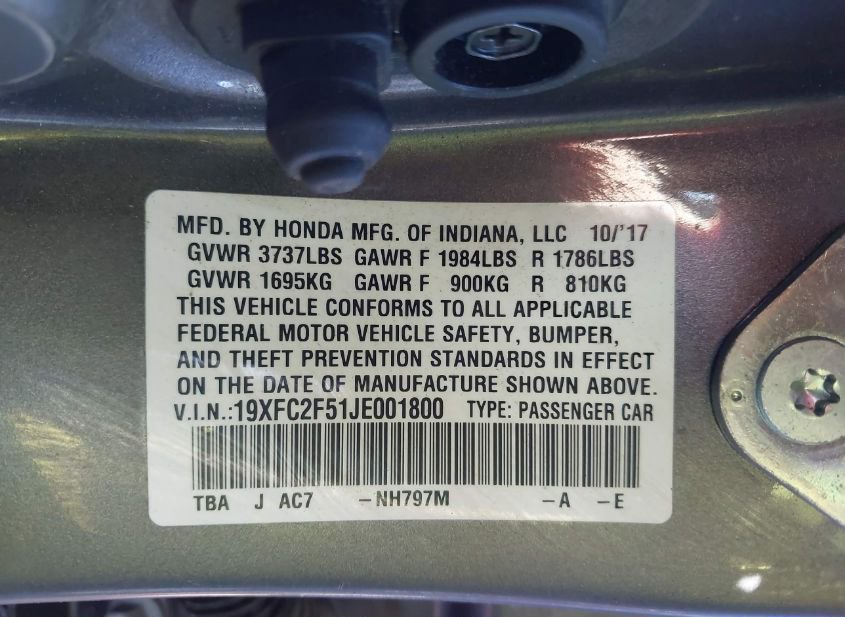 MFD. BY HONDA MFG. OF INDIANA, LLC 10/'17
GVWR 3737LBS GAWR F 1984LBS R 1786LBS
GVWR 1695KG GAWR F 900KG R 810KG
THIS VEHICLE CONFORMS TO ALL APPLICABLE
FEDERAL MOTOR VEHICLE SAFETY, BUMPER,
AND THEFT PREVENTION STANDARDS IN EFFECT
ON THE DATE OF MANUFACTURE SHOWN ABOVE.
V.I.N.:19XFC2F51JE001800 TYPE: PASSENGER CAR
TBA J AC7 -NH797M -A -E